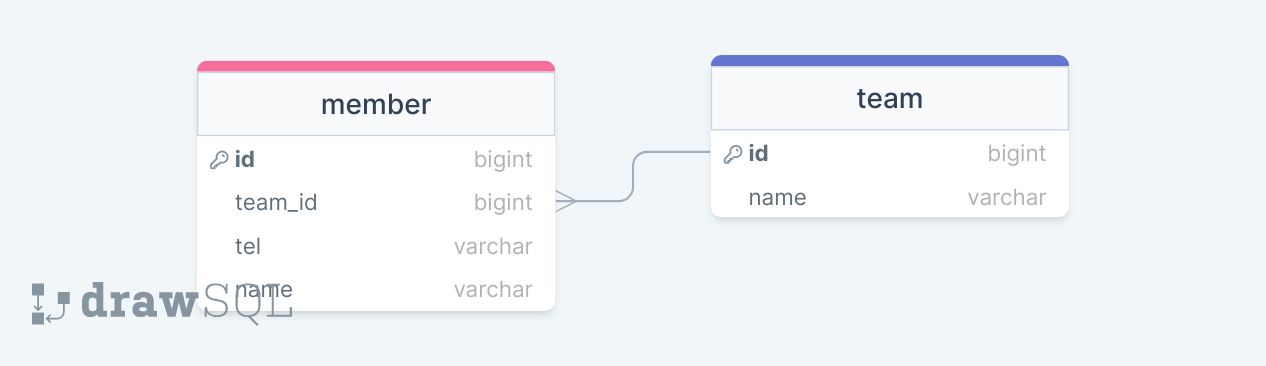 member
id bigint
team_id bigint
tel varchar
name varchar
team
id bigint
name varchar
drawSQL